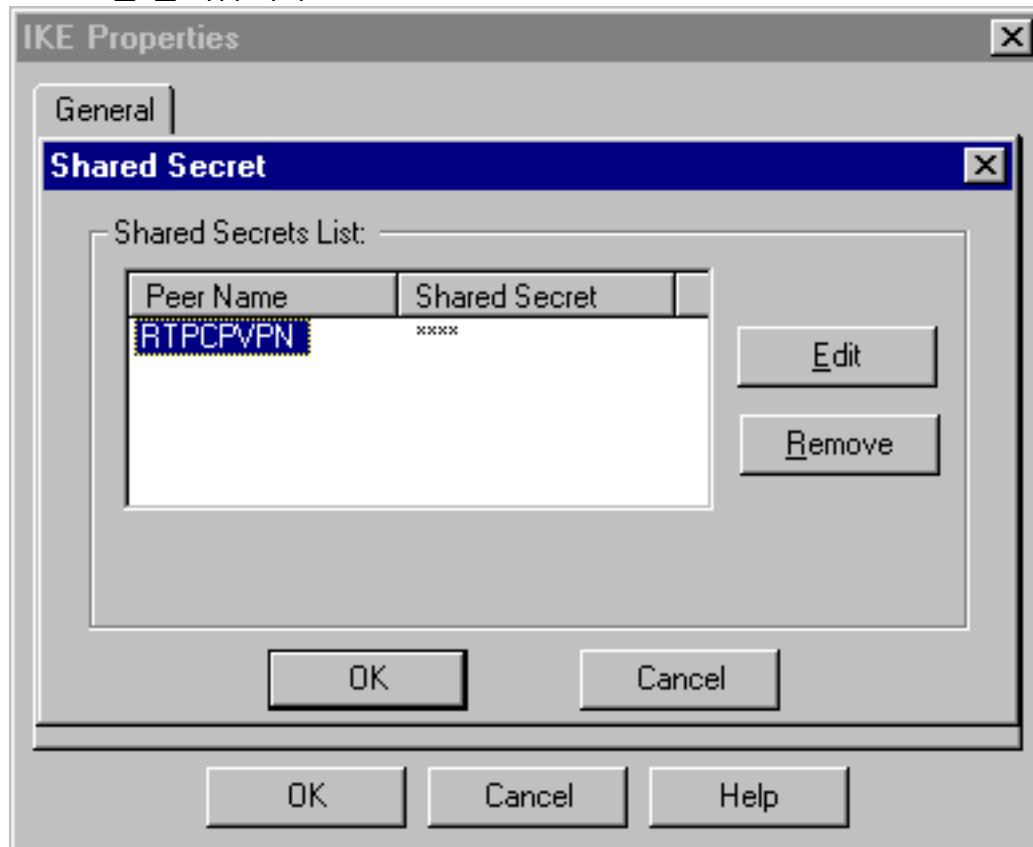 IKE Properties
General
Shared Secret
Shared Secrets List:
Peer Name Shared Secret
RTPCPVPN ****
Edit
Remove
OK Cancel
OK Cancel Help